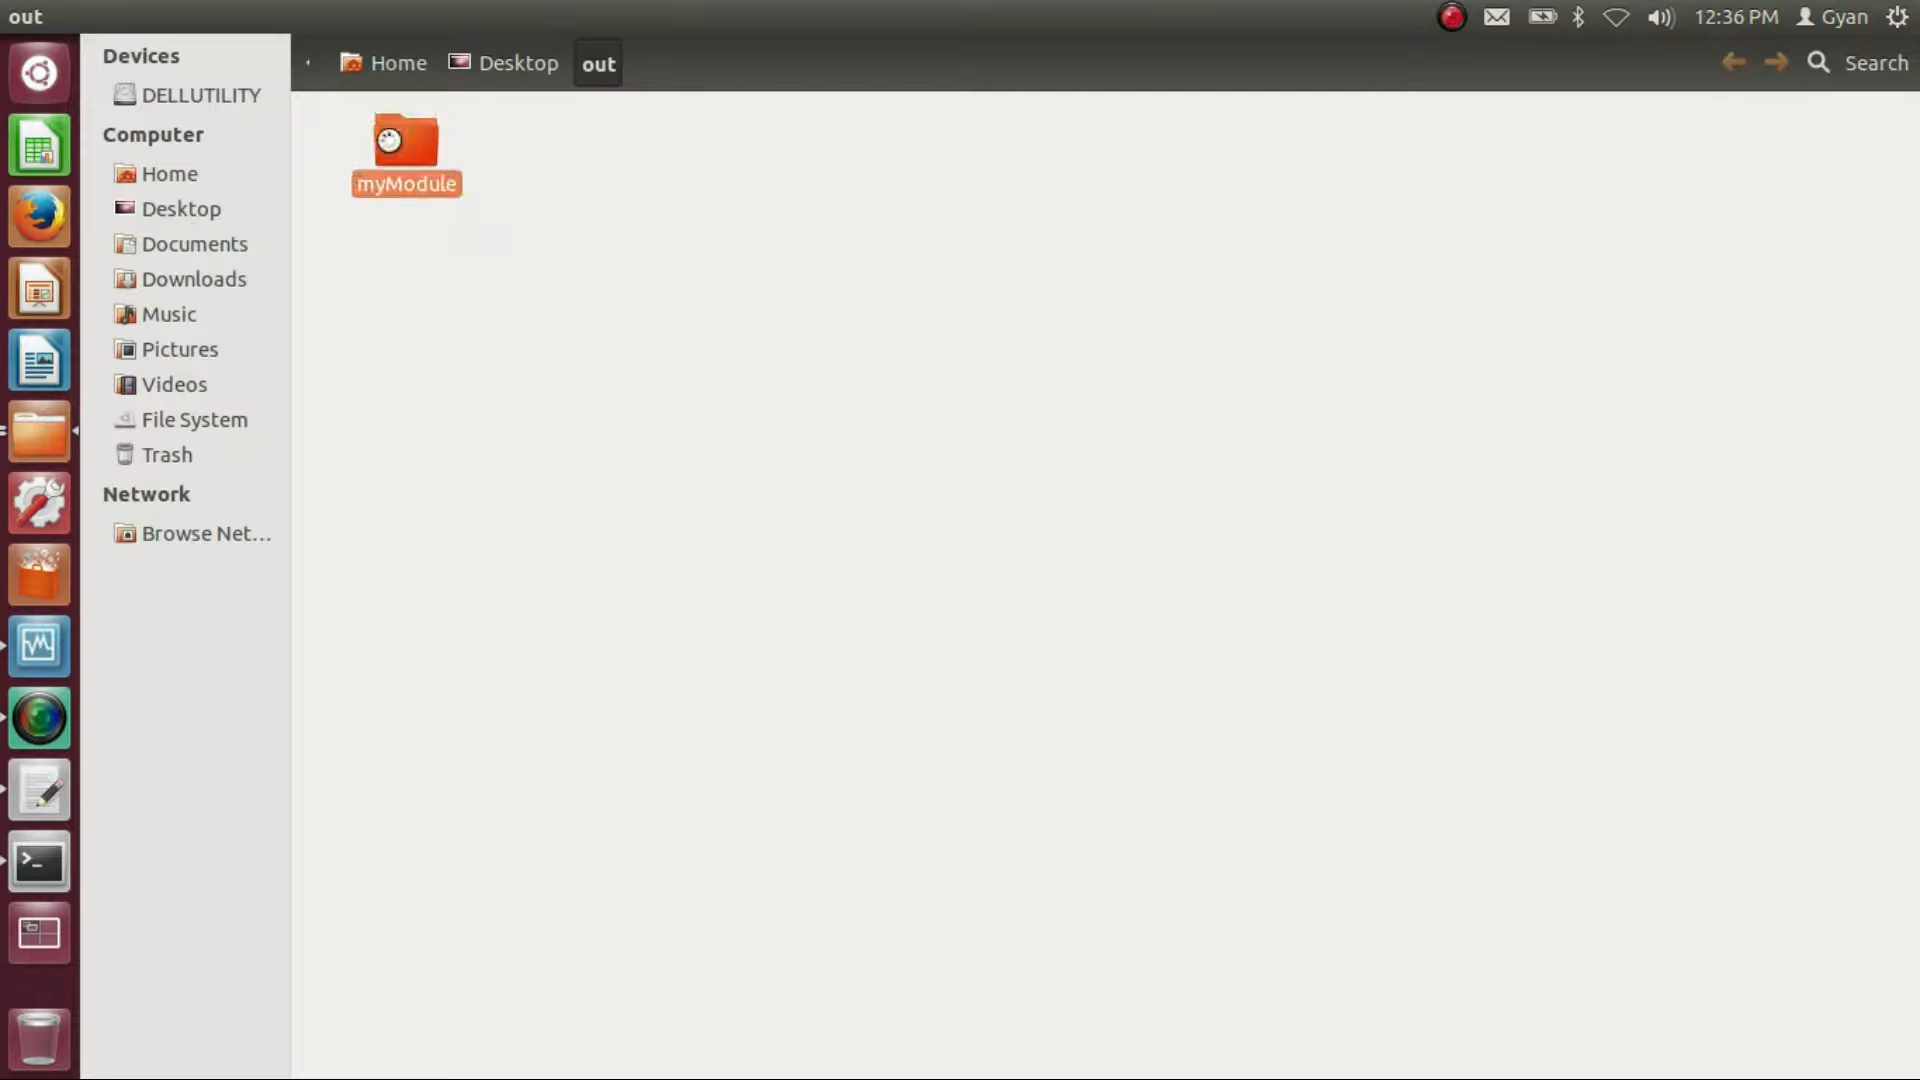 out
12:36 PM
Gyan
Devices
DELLUTILITY
Computer
Home
Desktop
Documents
Downloads
Music
Pictures
Videos
File System
Trash
Network
Browse Net...
Home
Desktop
out
Search
myModule